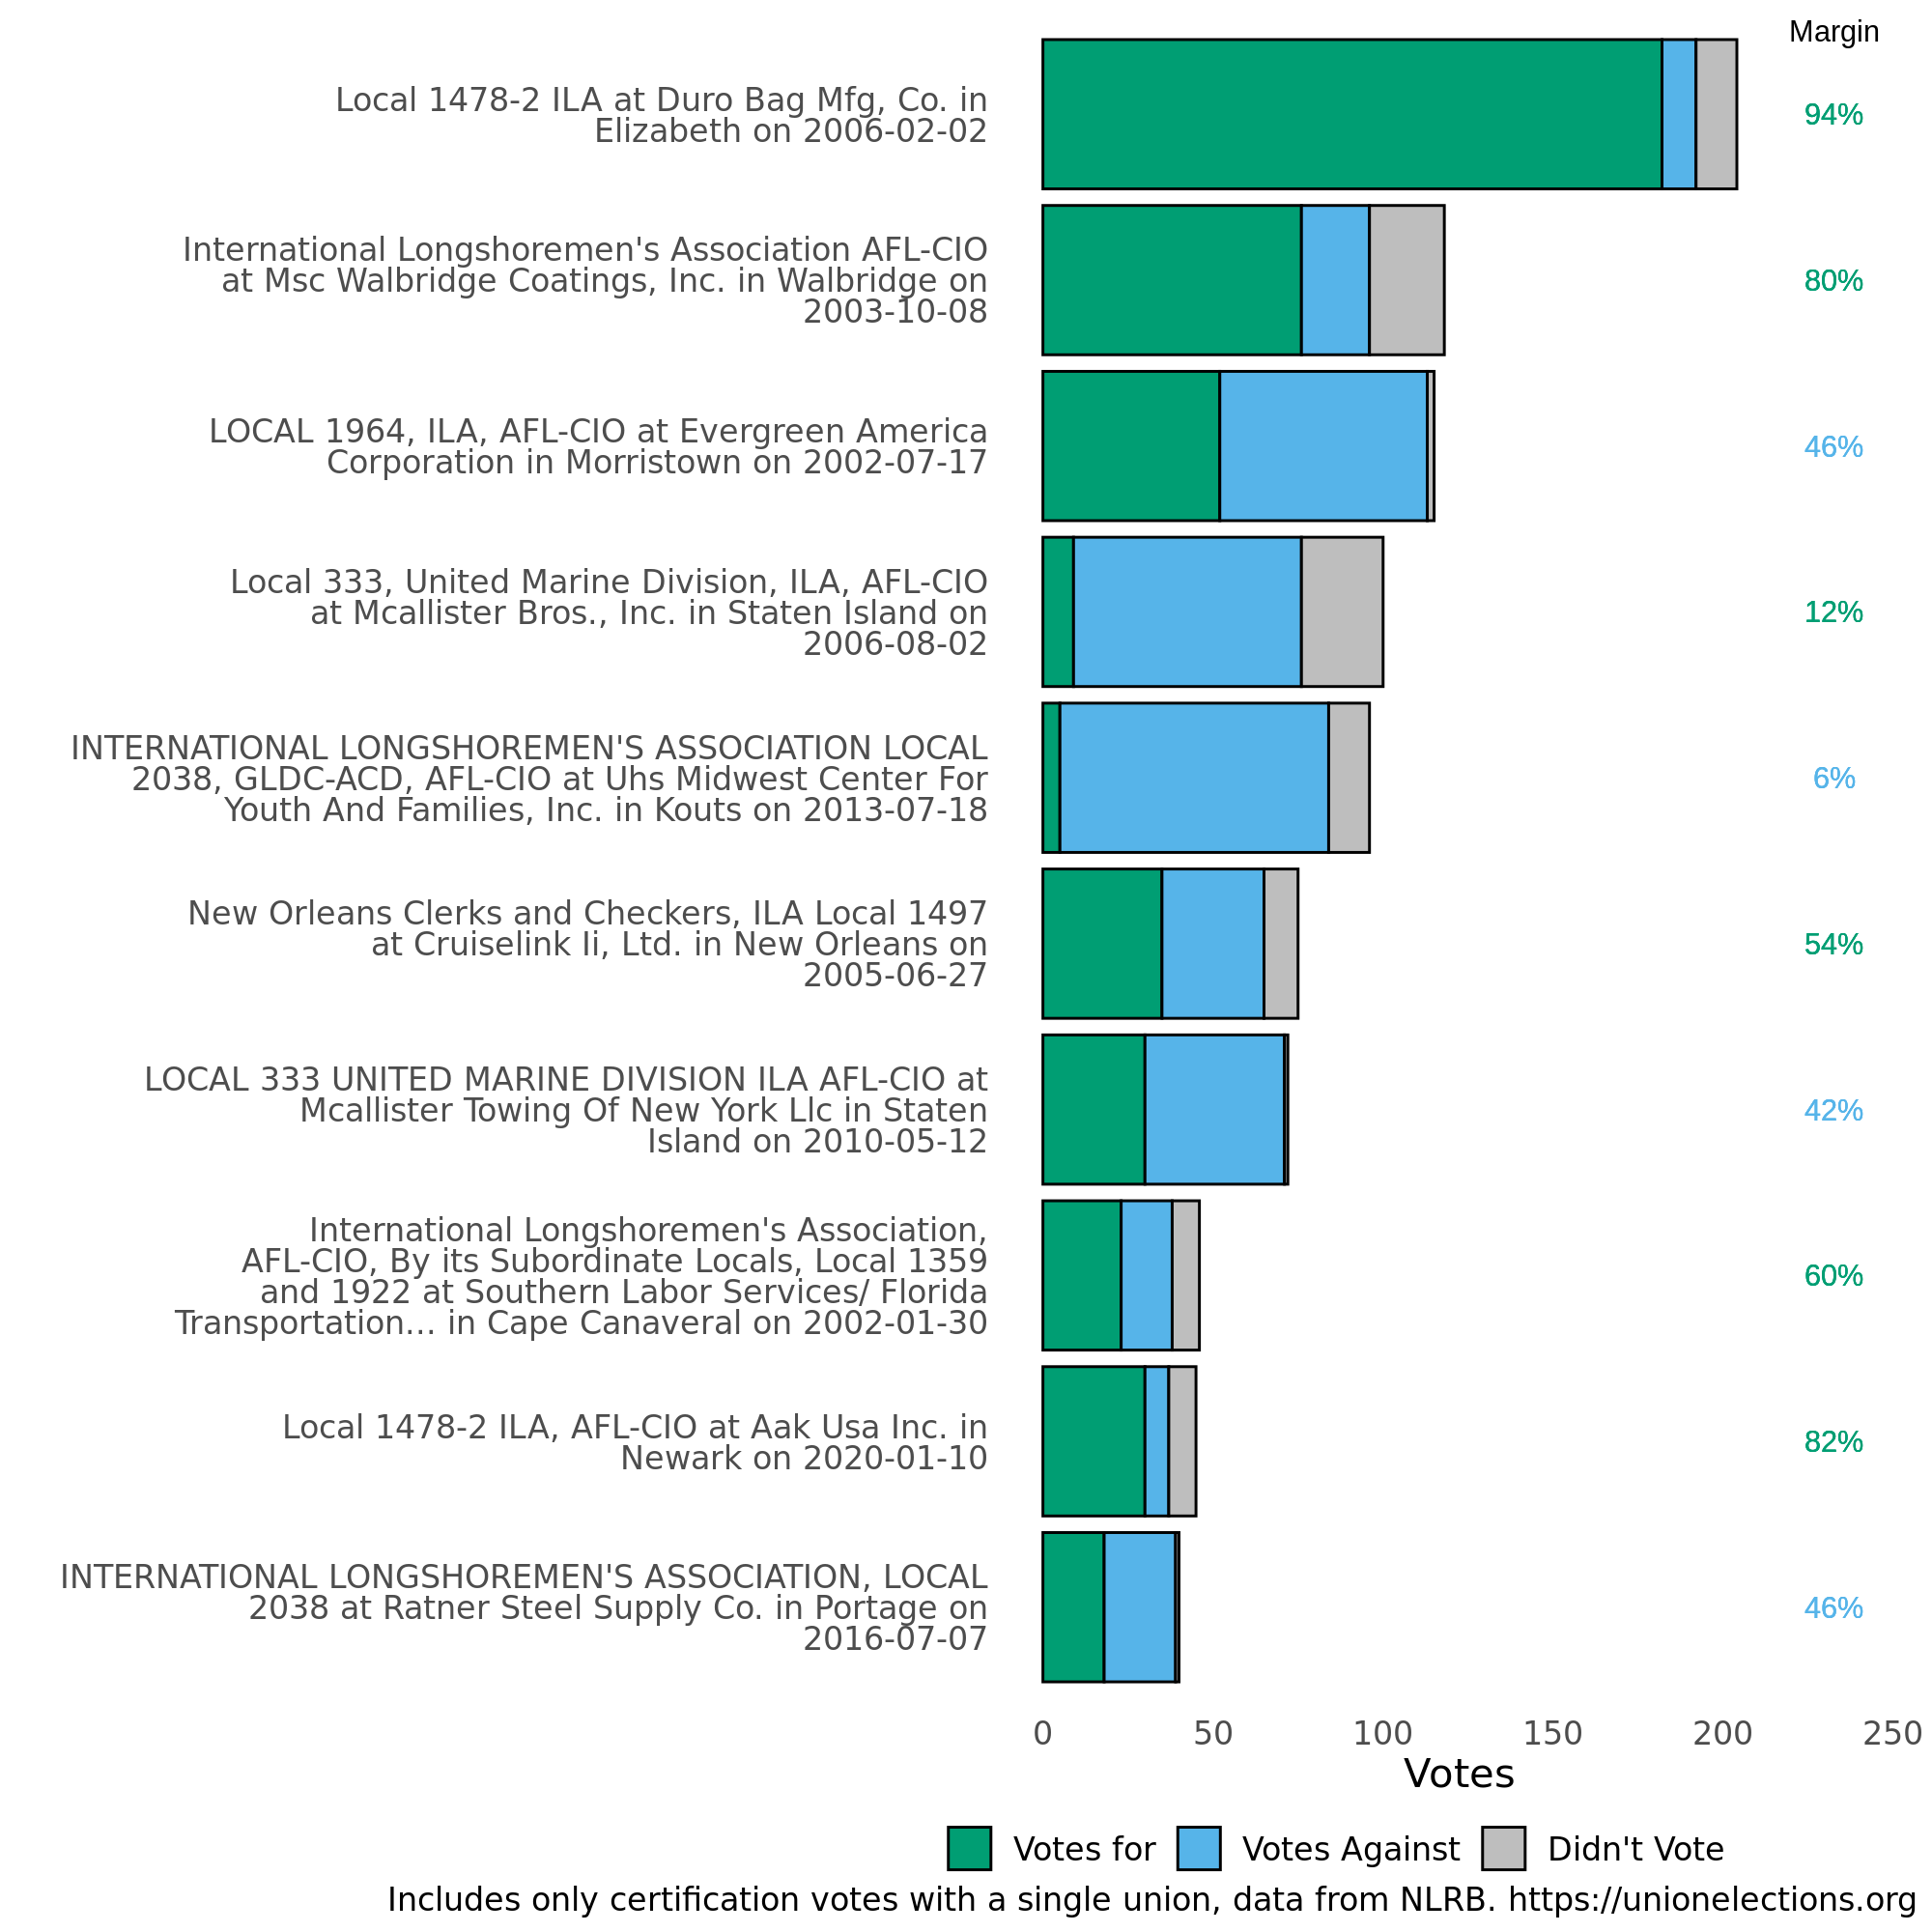 Margin
Local 1478-2 ILA at Duro Bag Mfg, Co. in
Elizabeth on 2006-02-02
94%
International Longshoremen's Association AFL-CIO
at Msc Walbridge Coatings, Inc. in Walbridge on
2003-10-08
80%
LOCAL 1964, ILA, AFL-CIO at Evergreen America
Corporation in Morristown on 2002-07-17
46%
Local 333, United Marine Division, ILA, AFL-CIO
at Mcallister Bros., Inc. in Staten Island on
2006-08-02
12%
INTERNATIONAL LONGSHOREMEN'S ASSOCIATION LOCAL
2038, GLDC-ACD, AFL-CIO at Uhs Midwest Center For
Youth And Families, Inc. in Kouts on 2013-07-18
6%
New Orleans Clerks and Checkers, ILA Local 1497
at Cruiselink Ii, Ltd. in New Orleans on
2005-06-27
54%
LOCAL 333 UNITED MARINE DIVISION ILA AFL-CIO at
Mcallister Towing Of New York Llc in Staten
Island on 2010-05-12
42%
International Longshoremen's Association,
AFL-CIO, By its Subordinate Locals, Local 1359
and 1922 at Southern Labor Services/ Florida
Transportation... in Cape Canaveral on 2002-01-30
60%
Local 1478-2 ILA, AFL-CIO at Aak Usa Inc. in
Newark on 2020-01-10
82%
INTERNATIONAL LONGSHOREMEN'S ASSOCIATION, LOCAL
2038 at Ratner Steel Supply Co. in Portage on
2016-07-07
46%
0 50 100 150 200 250
Votes
Votes for Votes Against Didn't Vote
Includes only certification votes with a single union, data from NLRB. https://unionelections.org